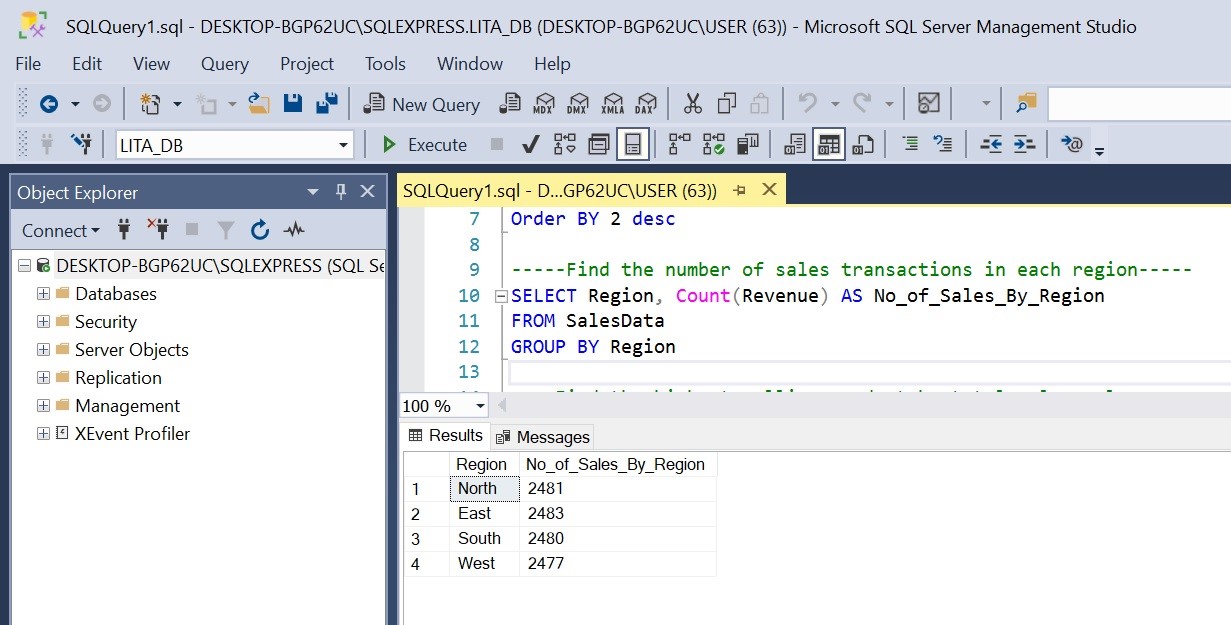 SQLQuery1.sql - DESKTOP-BGP62UC\SQLEXPRESS.LITA_DB (DESKTOP-BGP62UC\USER (63)) - Microsoft SQL Server Management Studio
File Edit View Query Project Tools Window Help
New Query MDX DMX XMLA DAX
LITA_DB Execute
Object Explorer
Connect
DESKTOP-BGP62UC\SQLEXPRESS (SQL Se
Databases
Security
Server Objects
Replication
Management
XEvent Profiler
SQLQuery1.sql - D...GP62UC\USER (63))
7 Order BY 2 desc
8
9 -----Find the number of sales transactions in each region-----
10 SELECT Region, Count(Revenue) AS No_of_Sales_By_Region
11 FROM SalesData
12 GROUP BY Region
13
100 %
Results Messages
Region No_of_Sales_By_Region
1 North 2481
2 East 2483
3 South 2480
4 West 2477